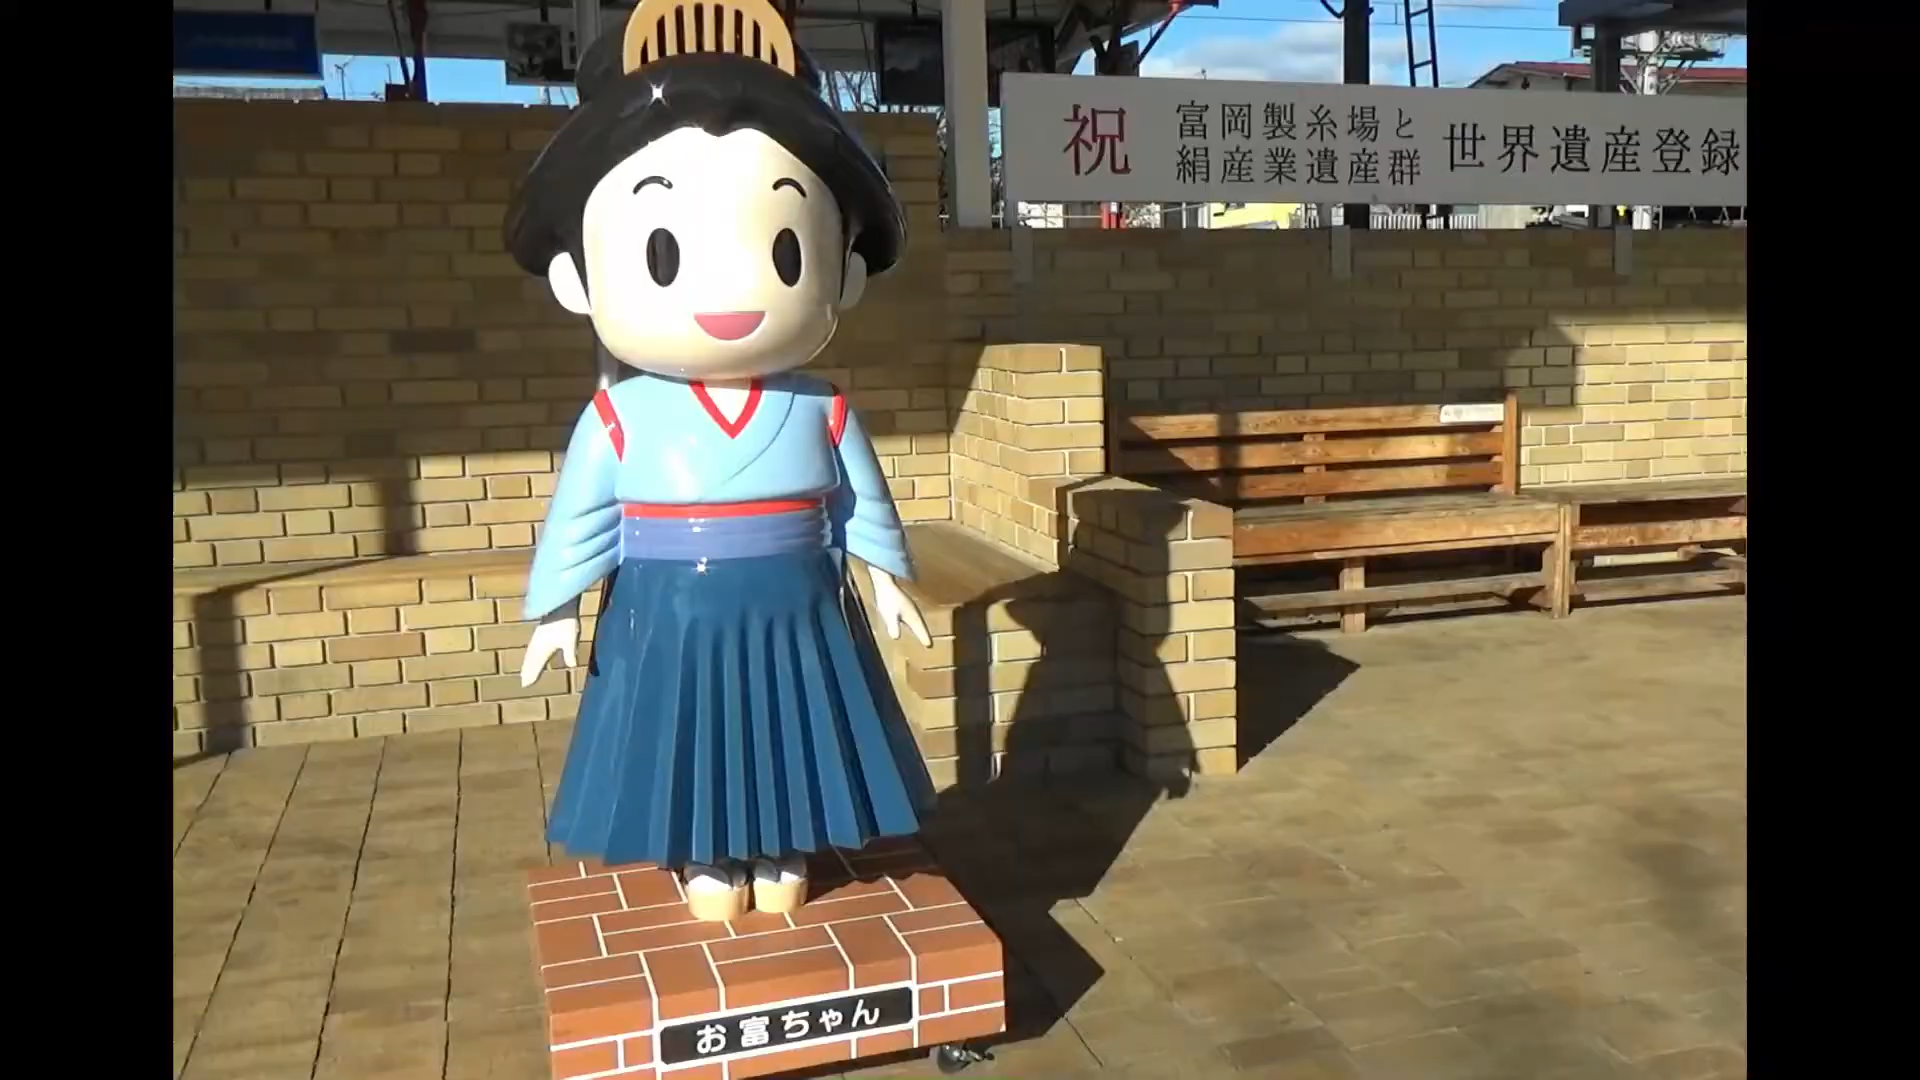 祝
富岡製糸場と
絹産業遺産群
世界遺産登録
お富ちゃん